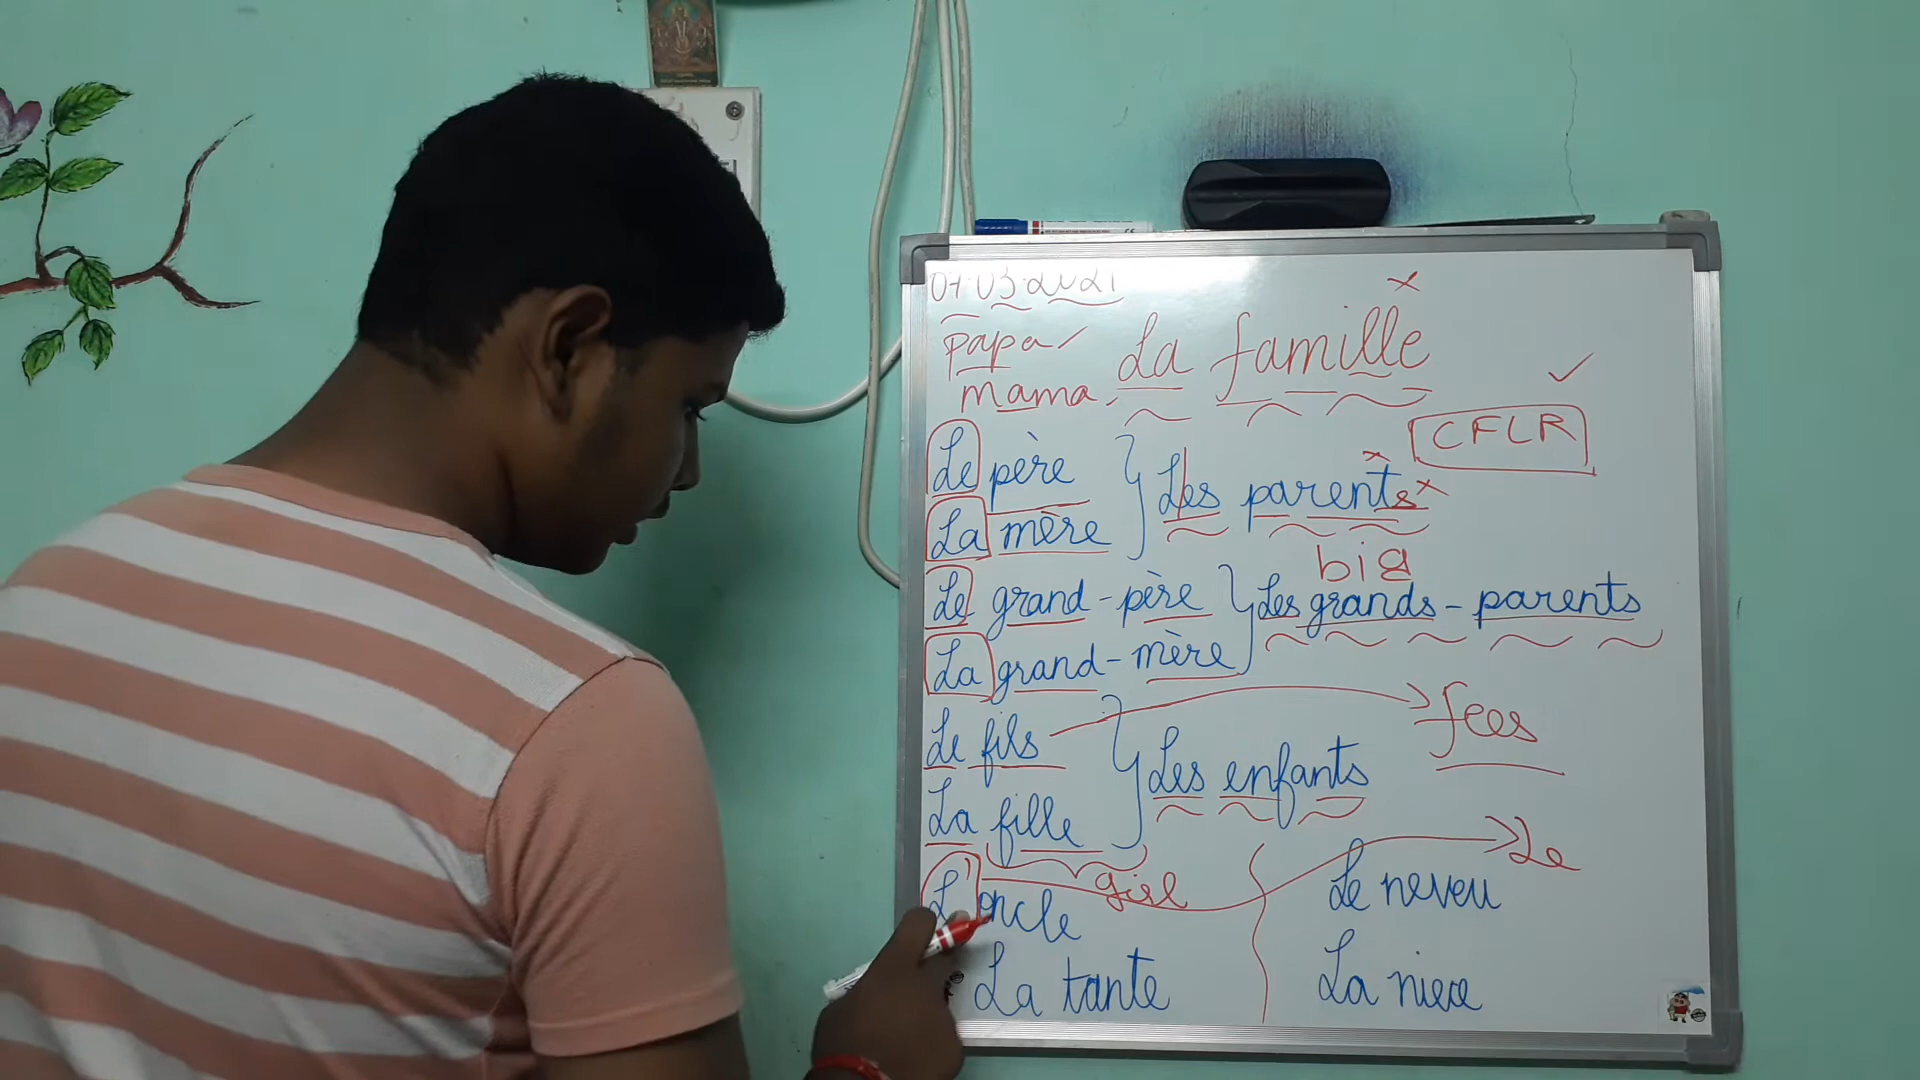 07.03.2021
papa
mama
La famille
CFLR
Le père
La mère
Les parents
big
Le grand-père
La grand-mère
Les grands-parents
Le fils
fees
La fille
Les enfants
girl
Le
L'oncle
La tante
Le neveu
La niece